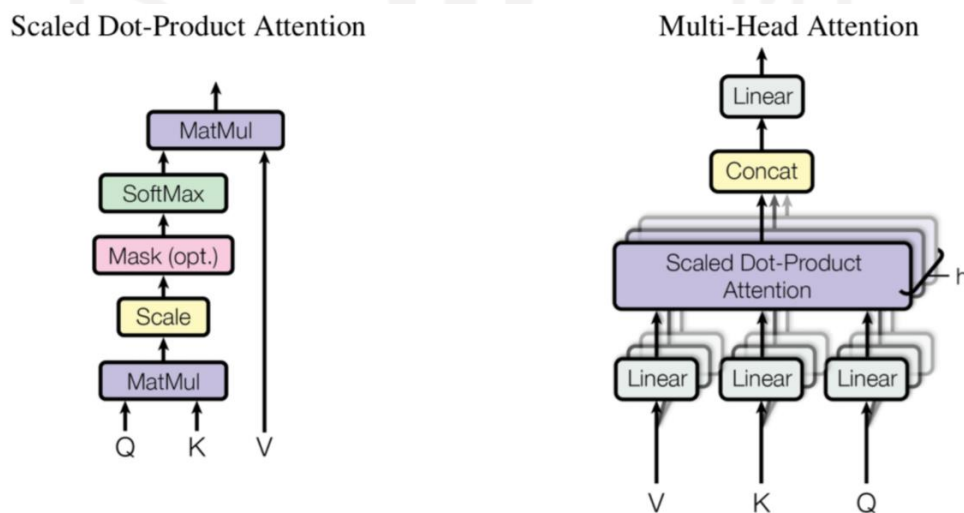 Scaled Dot-Product Attention
MatMul
SoftMax
Mask (opt.)
Scale
MatMul
Q K V
Multi-Head Attention
Linear
Concat
Scaled Dot-Product
Attention
h
Linear Linear Linear
V K Q